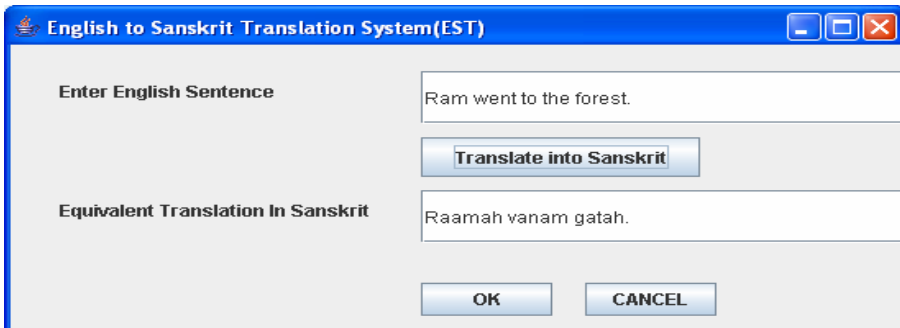 English to Sanskrit Translation System(EST)
Enter English Sentence
Ram went to the forest.
Translate into Sanskrit
Equivalent Translation In Sanskrit
Raamah vanam gatah.
OK
CANCEL